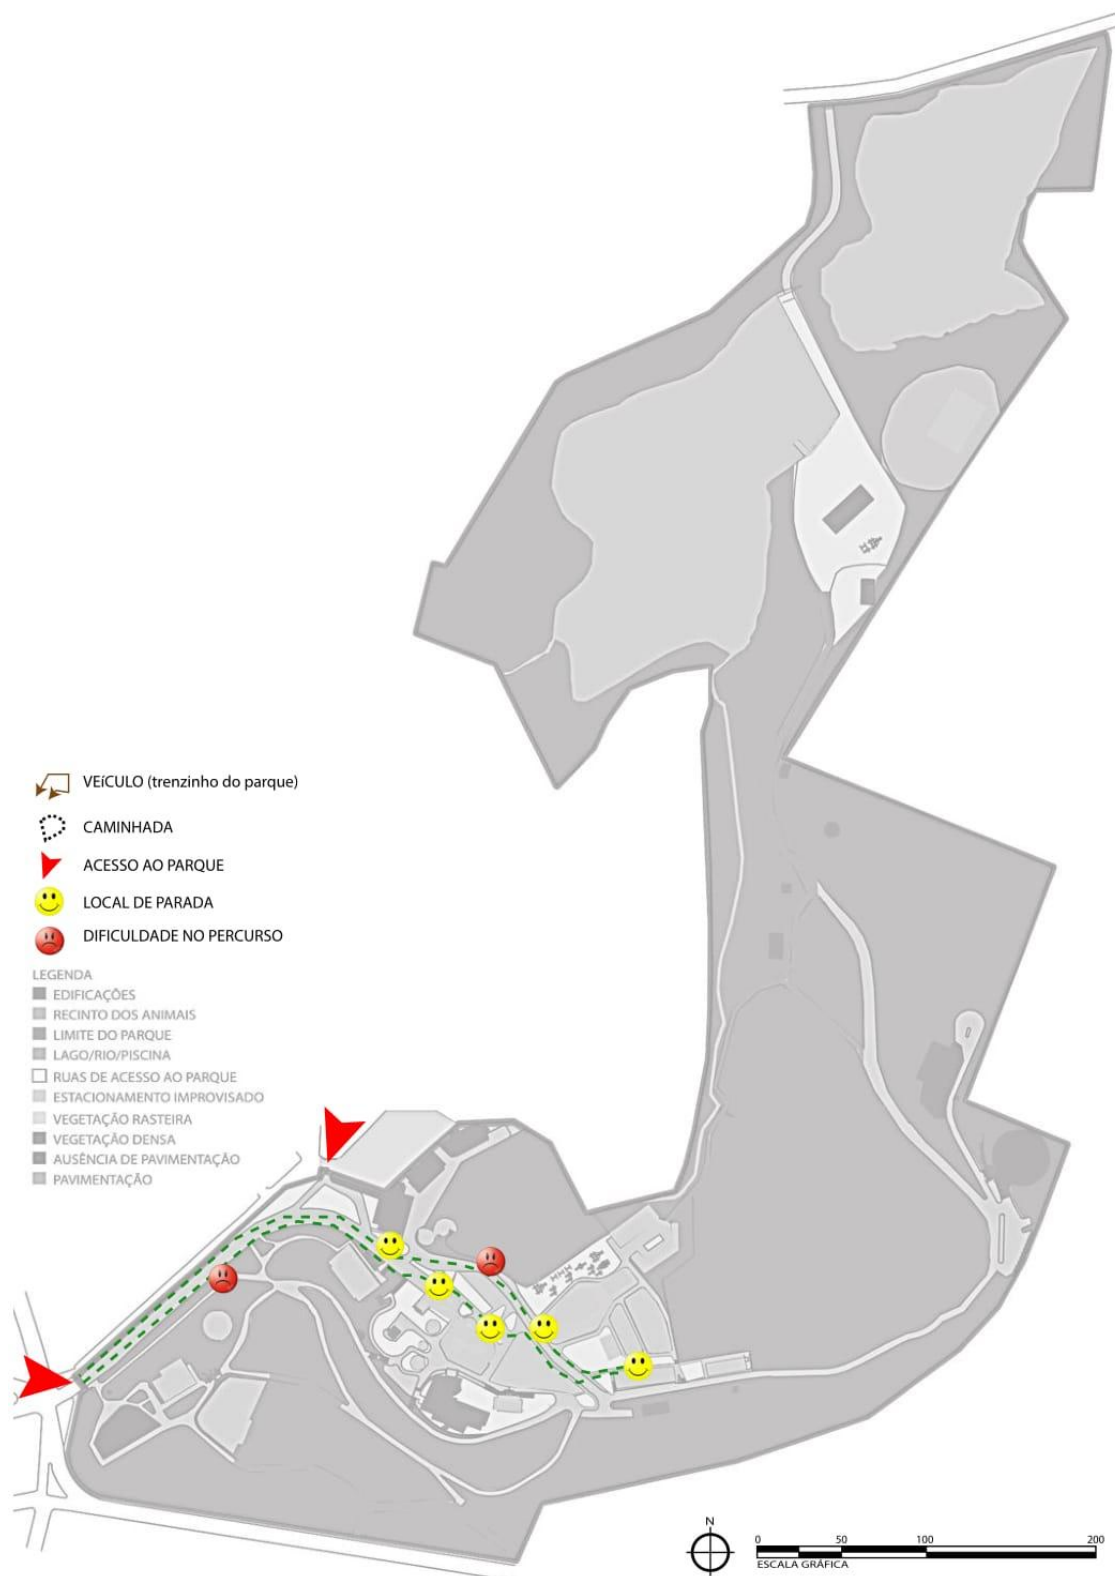 VEíCULO (trenzinho do parque)
CAMINHADA
ACESSO AO PARQUE
LOCAL DE PARADA
DIFICULDADE NO PERCURSO
LEGENDA
EDIFICAÇÕES
RECINTO DOS ANIMAIS
LIMITE DO PARQUE
LAGO/RIO/PISCINA
RUAS DE ACESSO AO PARQUE
ESTACIONAMENTO IMPROVISADO
VEGETAÇÃO RASTEIRA
VEGETAÇÃO DENSA
AUSÊNCIA DE PAVIMENTAÇÃO
PAVIMENTAÇÃO
N
0 50 100 200
ESCALA GRÁFICA